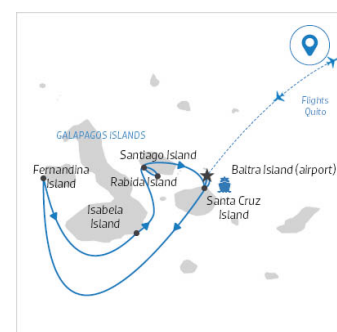 Flights
Quito
GALAPAGOS ISLANDS
Santiago Island
Fernandina
Island
Rabida Island
Baltra Island (airport)
Santa Cruz
Island
Isabela
Island